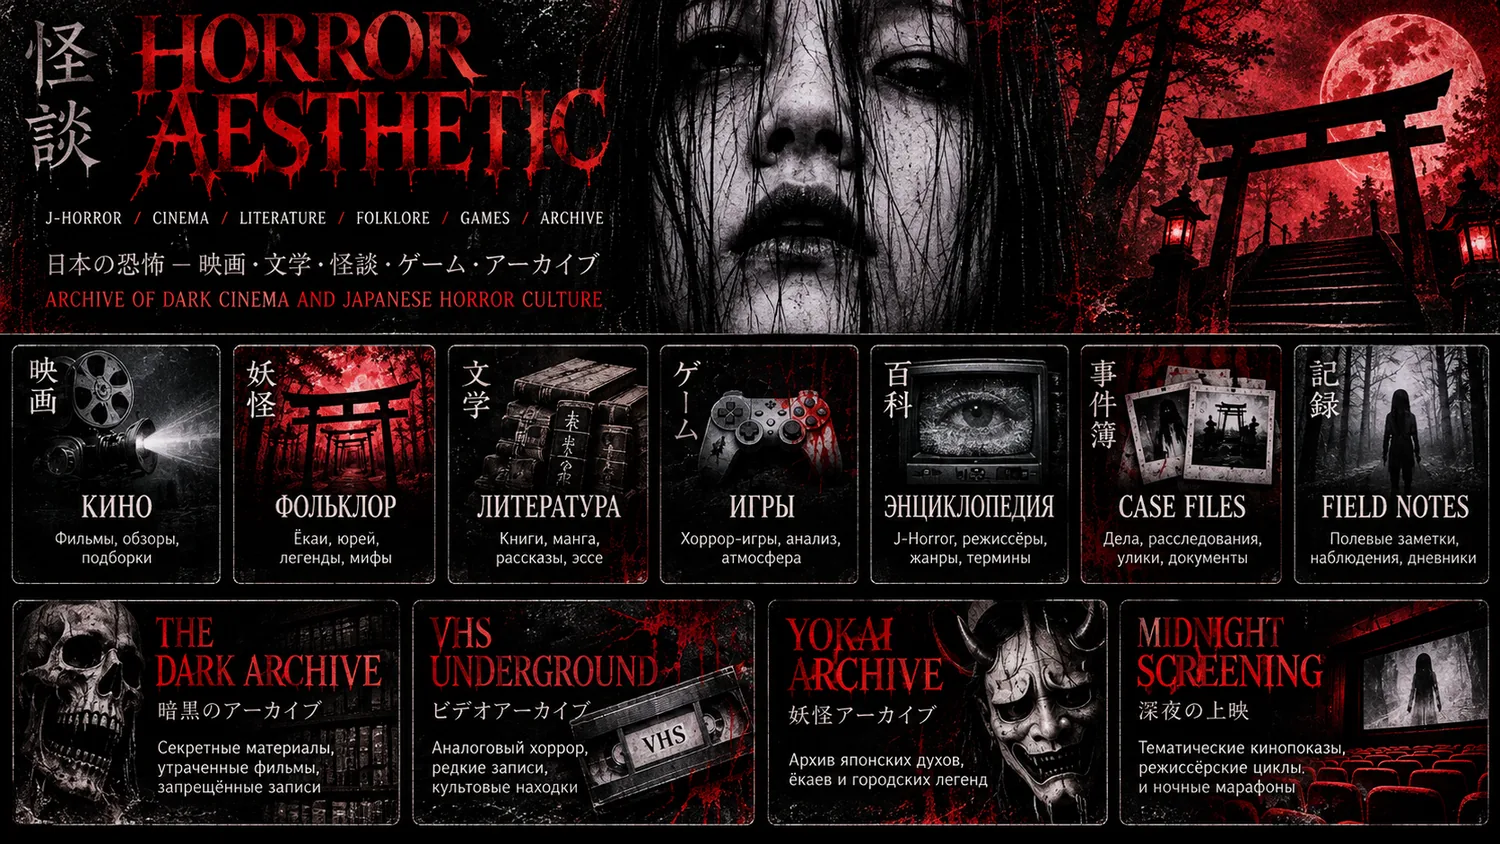 怪談
HORROR
AESTHETIC
J-HORROR / CINEMA / LITERATURE / FOLKLORE / GAMES / ARCHIVE
日本の恐怖 — 映画・文学・怪談・ゲーム・アーカイブ
ARCHIVE OF DARK CINEMA AND JAPANESE HORROR CULTURE
映画
КИНО
Фильмы, обзоры,
подборки
妖怪
ФОЛЬКЛОР
Ёкаи, юрей,
легенды, мифы
文学
ЛИТЕРАТУРА
Книги, манга,
рассказы, эссе
ゲーム
ИГРЫ
Хоррор-игры, анализ,
атмосфера
百科
ЭНЦИКЛОПЕДИЯ
J-Horror, режиссёры,
жанры, термины
事件簿
CASE FILES
Дела, расследования,
улики, документы
記録
FIELD NOTES
Полевые заметки,
наблюдения, дневники
THE
DARK ARCHIVE
暗黒のアーカイブ
Секретные материалы,
утраченные фильмы,
запрещённые записи
VHS
UNDERGROUND
ビデオアーカイブ
Аналоговый хоррор,
редкие записи,
культовые находки
VHS
YOKAI
ARCHIVE
妖怪アーカイブ
Архив японских духов,
ёкаев и городских легенд
MIDNIGHT
SCREENING
深夜の上映
Тематические кинопоказы,
режиссёрские циклы,
и ночные марафоны